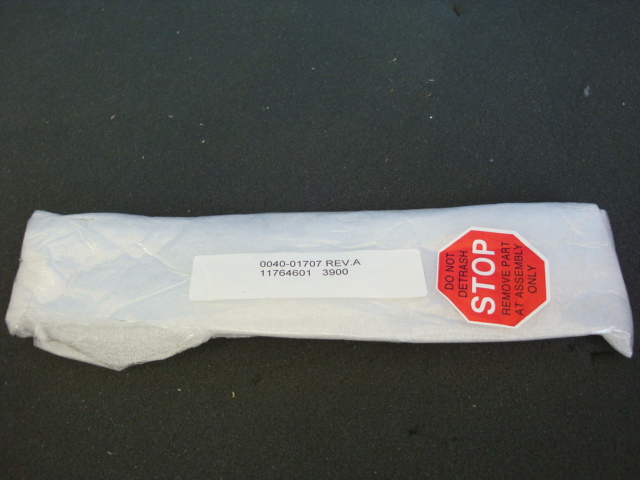 0040-01707 REV.A
11764601 3900
DO NOT
DETRASH
STOP
REMOVE PART
AT ASSEMBLY
ONLY